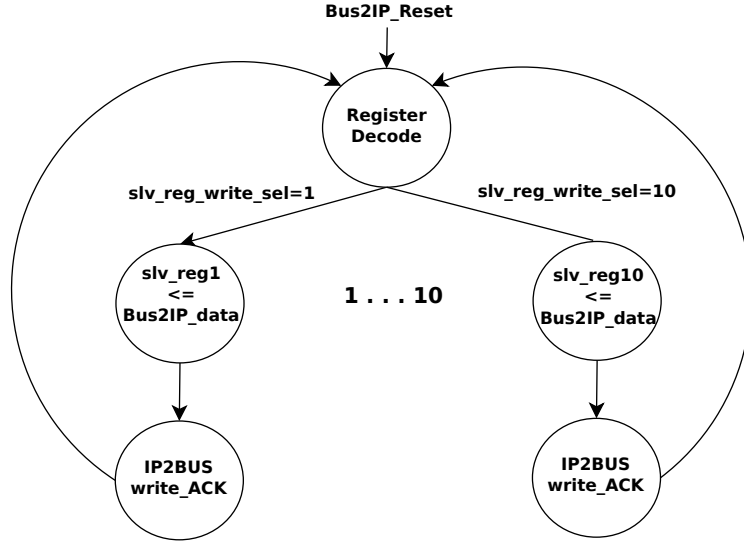 Bus2IP_Reset
Register
Decode
slv_reg_write_sel=1
slv_reg_write_sel=10
slv_reg1
<=
Bus2IP_data
1 . . . 10
slv_reg10
<=
Bus2IP_data
IP2BUS
write_ACK
IP2BUS
write_ACK